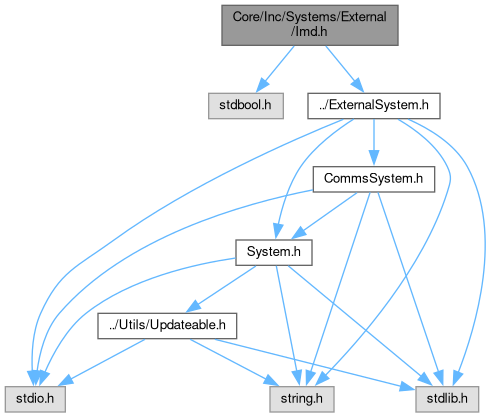 Core/Inc/Systems/External
/Imd.h
stdbool.h
../ExternalSystem.h
CommsSystem.h
System.h
../Utils/Updateable.h
stdio.h
string.h
stdlib.h